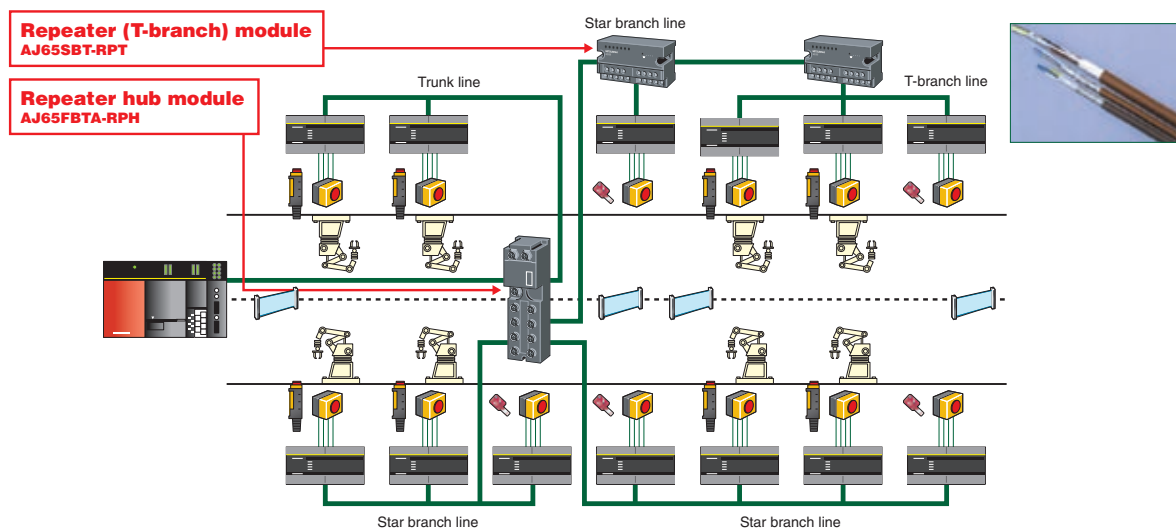 Repeater (T-branch) module
AJ65SBT-RPT
Repeater hub module
AJ65FBTA-RPH
Star branch line
Trunk line
T-branch line
Star branch line
Star branch line